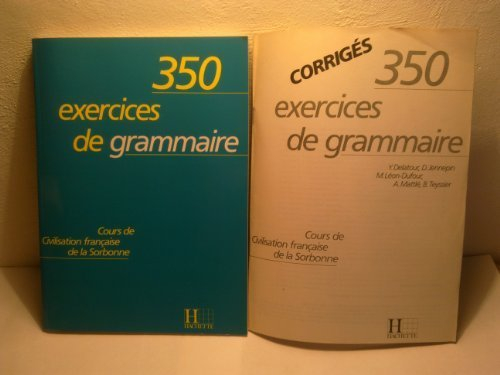 350
exercices
de grammaire
Cours de
Civilisation française
de la Sorbonne
H
HACHETTE
CORRIGÉS
350
exercices
de grammaire
Y. Delatour, D. Jennepin
M. Léon-Dufour,
A. Mattlé, B. Teyssier
Cours de
Civilisation française
de la Sorbonne
H
HACHETTE